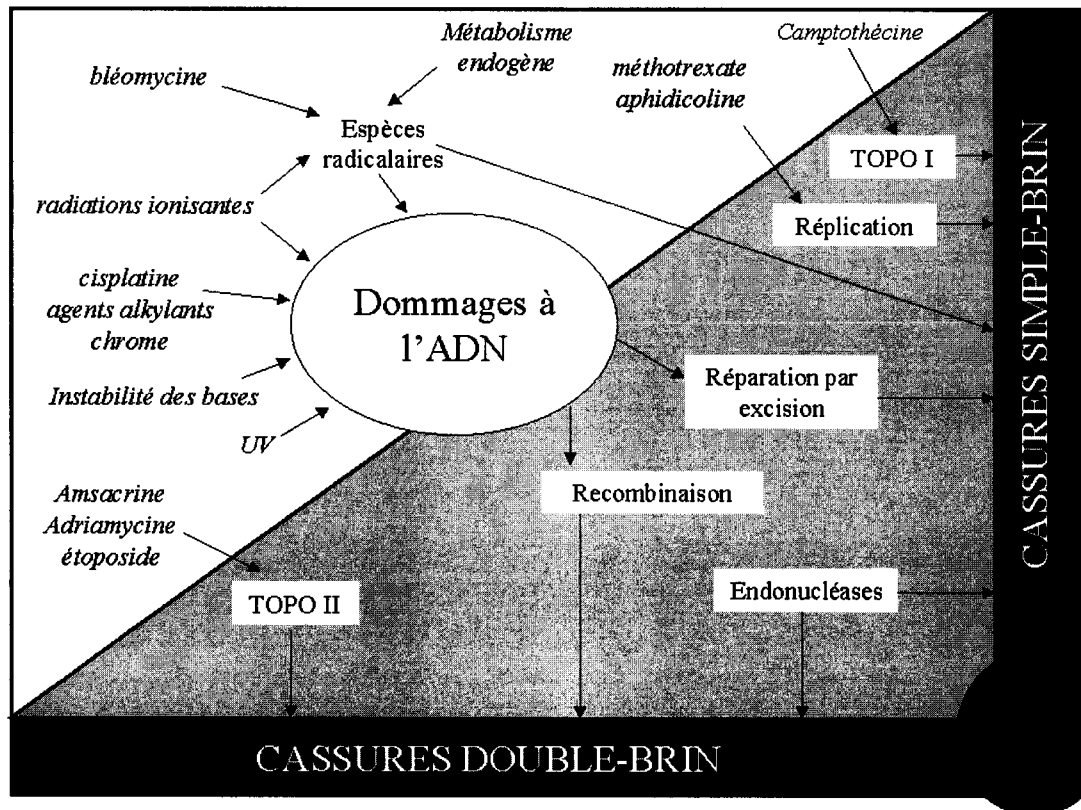 Métabolisme
endogène
Camptothécine
bléomycine
méthotrexate
aphidicoline
Espèces
radicalaires
TOPO I
radiations ionisantes
Réplication
cisplatine
agents alkylants
chrome
Dommages à
l'ADN
Instabilité des bases
Réparation par
excision
UV
Recombinaison
Amsacrine
Adriamycine
étoposide
TOPO II
Endonucléases
CASSURES SIMPLE-BRIN
CASSURES DOUBLE-BRIN